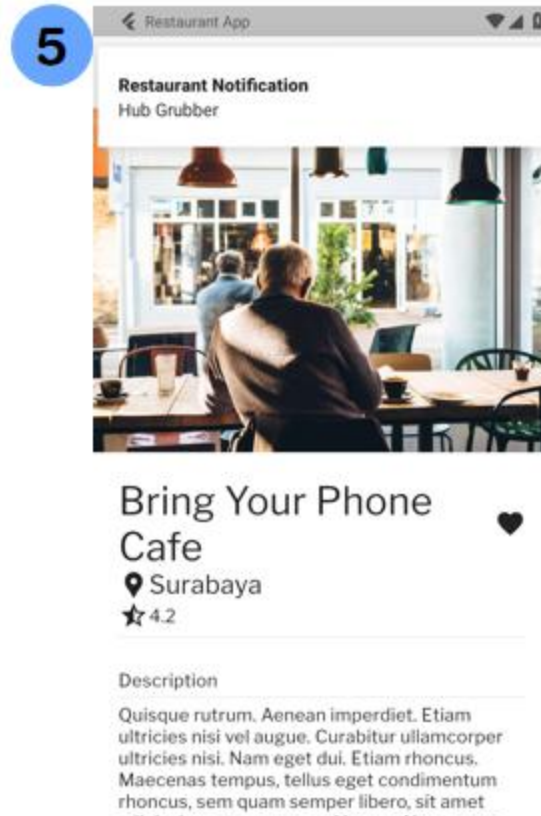 5
Restaurant App
Restaurant Notification
Hub Grubber
Bring Your Phone
Cafe
Surabaya
4.2
Description
Quisque rutrum. Aenean imperdiet. Etiam
ultricies nisi vel augue. Curabitur ullamcorper
ultricies nisi. Nam eget dui. Etiam rhoncus.
Maecenas tempus, tellus eget condimentum
rhoncus, sem quam semper libero, sit amet